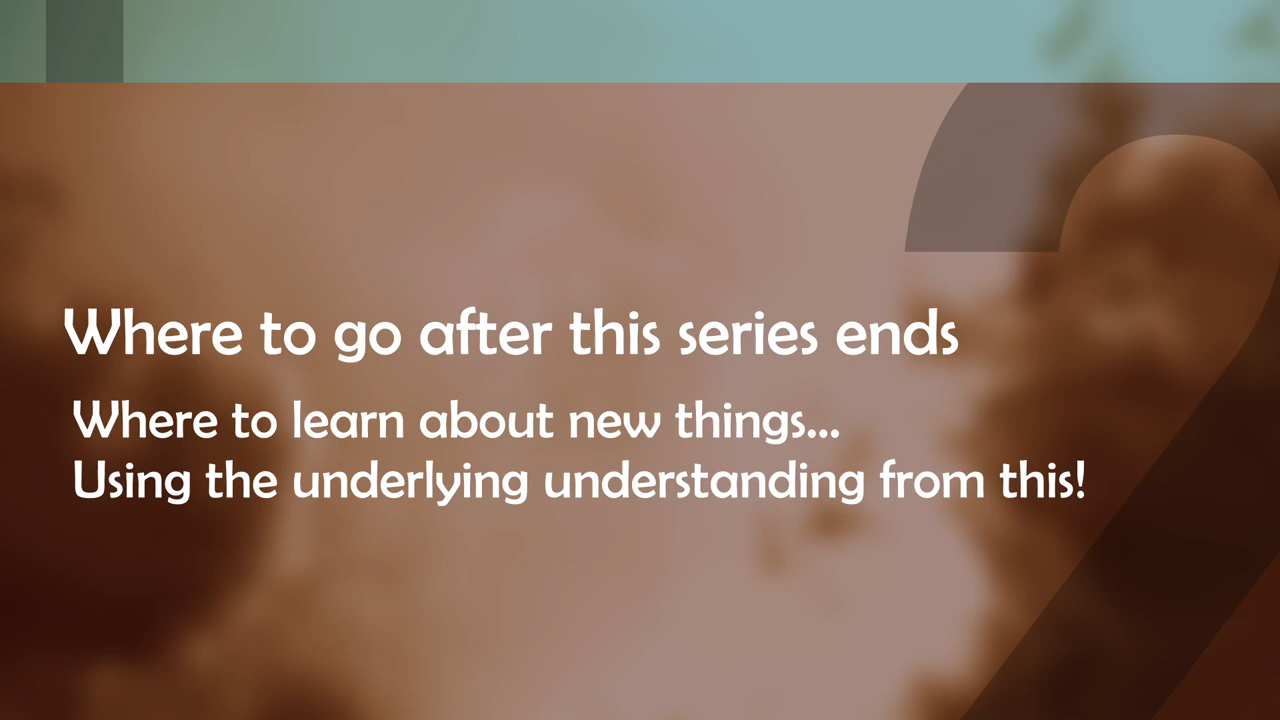 Where to go after this series ends
Where to learn about new things...
Using the underlying understanding from this!